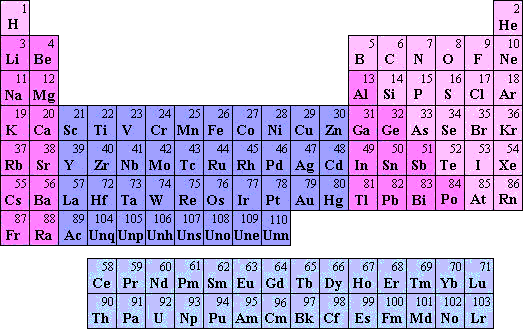 1 2
H He
3 4 5 6 7 8 9 10
Li Be B C N O F Ne
11 12 13 14 15 16 17 18
Na Mg Al Si P S Cl Ar
19 20 21 22 23 24 25 26 27 28 29 30 31 32 33 34 35 36
K Ca Sc Ti V Cr Mn Fe Co Ni Cu Zn Ga Ge As Se Br Kr
37 38 39 40 41 42 43 44 45 46 47 48 49 50 51 52 53 54
Rb Sr Y Zr Nb Mo Tc Ru Rh Pd Ag Cd In Sn Sb Te I Xe
55 56 57 72 73 74 75 76 77 78 79 80 81 82 83 84 85 86
Cs Ba La Hf Ta W Re Os Ir Pt Au Hg Tl Pb Bi Po At Rn
87 88 89 104 105 106 107 108 109 110
Fr Ra Ac Unq Unp Unh Uns Uno Une Unn
58 59 60 61 62 63 64 65 66 67 68 69 70 71
Ce Pr Nd Pm Sm Eu Gd Tb Dy Ho Er Tm Yb Lu
90 91 92 93 94 95 96 97 98 99 100 101 102 103
Th Pa U Np Pu Am Cm Bk Cf Es Fm Md No Lr